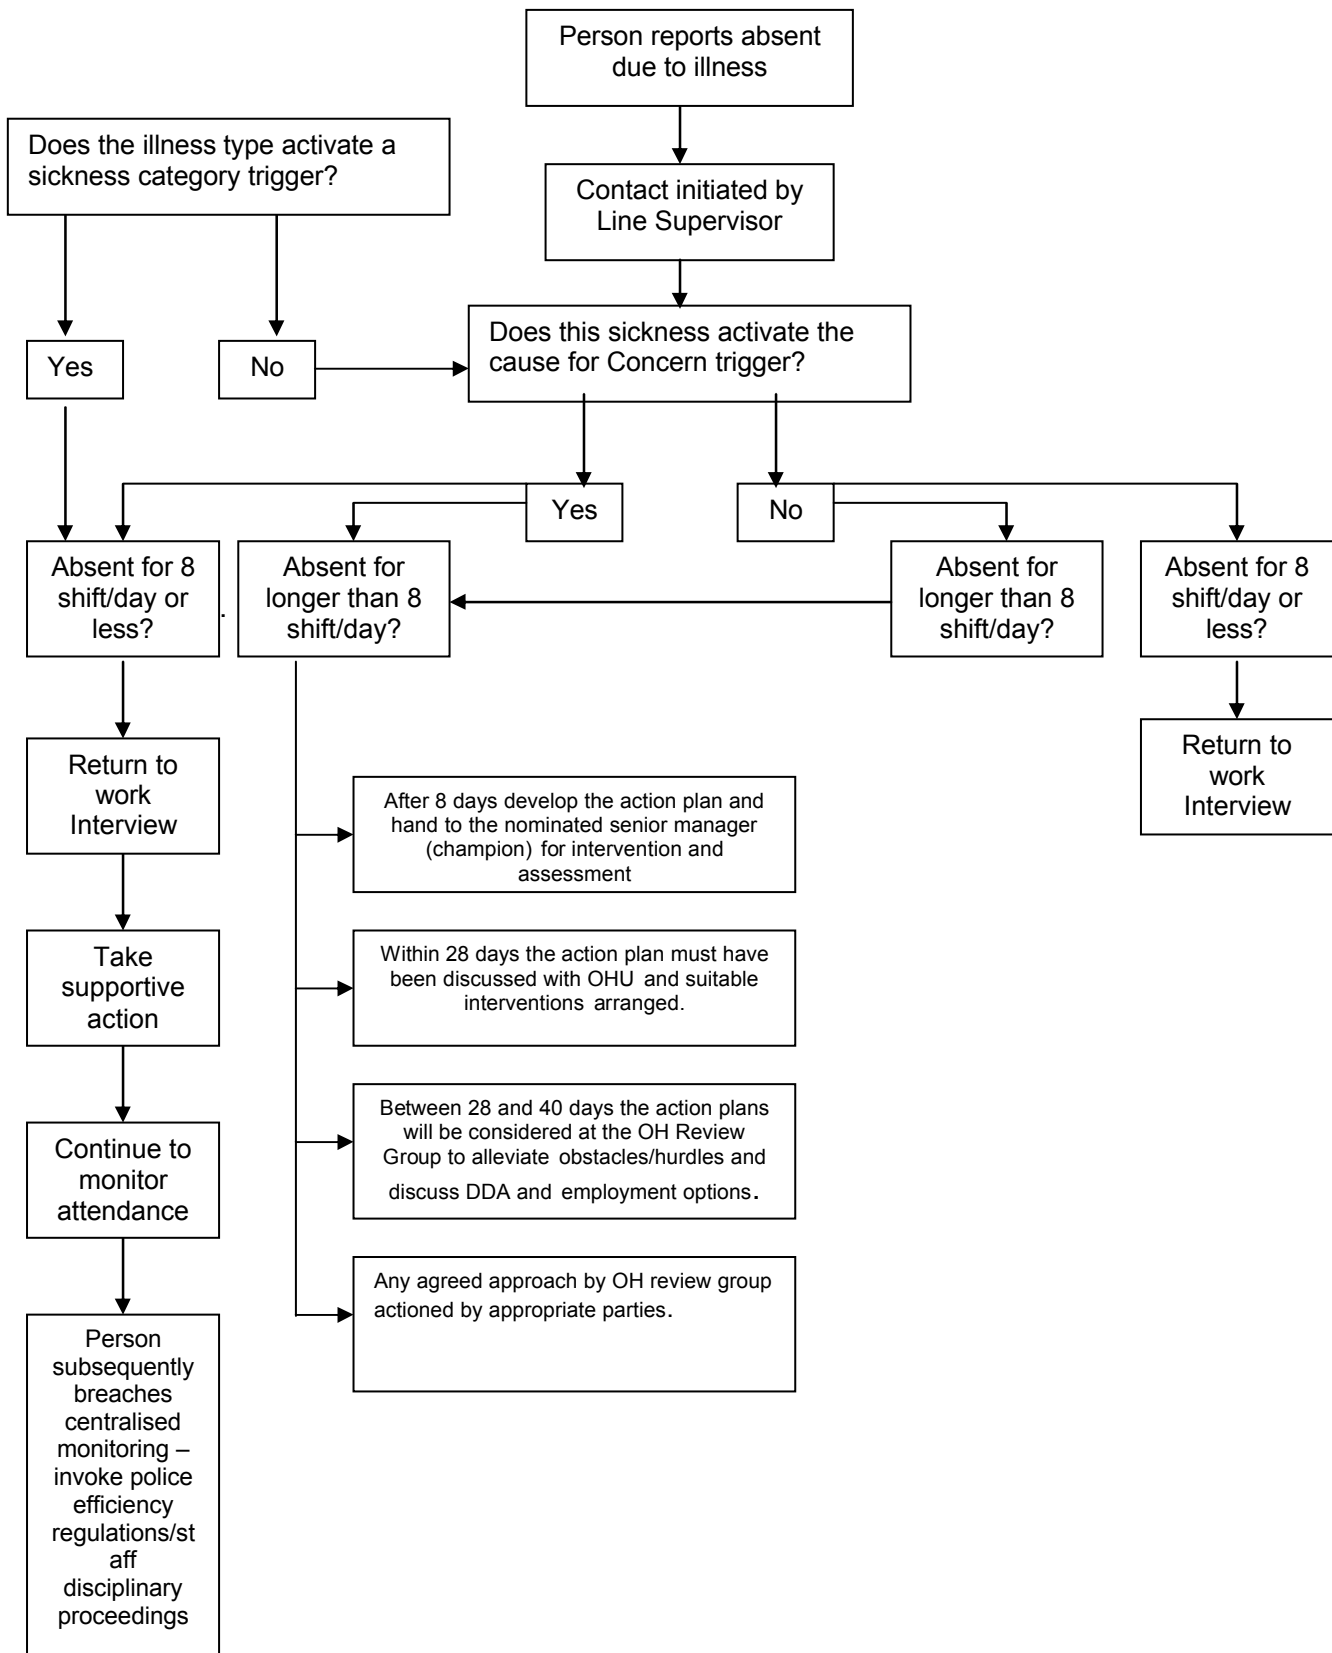 Person reports absent
due to illness
Does the illness type activate a
sickness category trigger?
Contact initiated by
Line Supervisor
Does this sickness activate the
cause for Concern trigger?
Yes
No
Yes
No
Absent for 8
shift/day or
less?
.
Absent for
longer than 8
shift/day?
Absent for
longer than 8
shift/day?
Absent for 8
shift/day or
less?
Return to
work
Interview
Return to
work
Interview
After 8 days develop the action plan and
hand to the nominated senior manager
(champion) for intervention and
assessment
Take
supportive
action
Within 28 days the action plan must have
been discussed with OHU and suitable
interventions arranged.
Continue to
monitor
attendance
Between 28 and 40 days the action plans
will be considered at the OH Review
Group to alleviate obstacles/hurdles and
discuss DDA and employment options.
Any agreed approach by OH review group
actioned by appropriate parties.
Person
subsequently
breaches
centralised
monitoring –
invoke police
efficiency
regulations/st
aff
disciplinary
proceedings